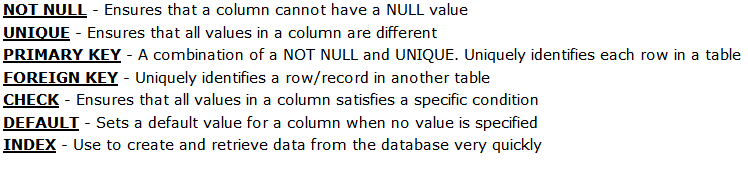 NOT NULL - Ensures that a column cannot have a NULL value
UNIQUE - Ensures that all values in a column are different
PRIMARY KEY - A combination of a NOT NULL and UNIQUE. Uniquely identifies each row in a table
FOREIGN KEY - Uniquely identifies a row/record in another table
CHECK - Ensures that all values in a column satisfies a specific condition
DEFAULT - Sets a default value for a column when no value is specified
INDEX - Use to create and retrieve data from the database very quickly